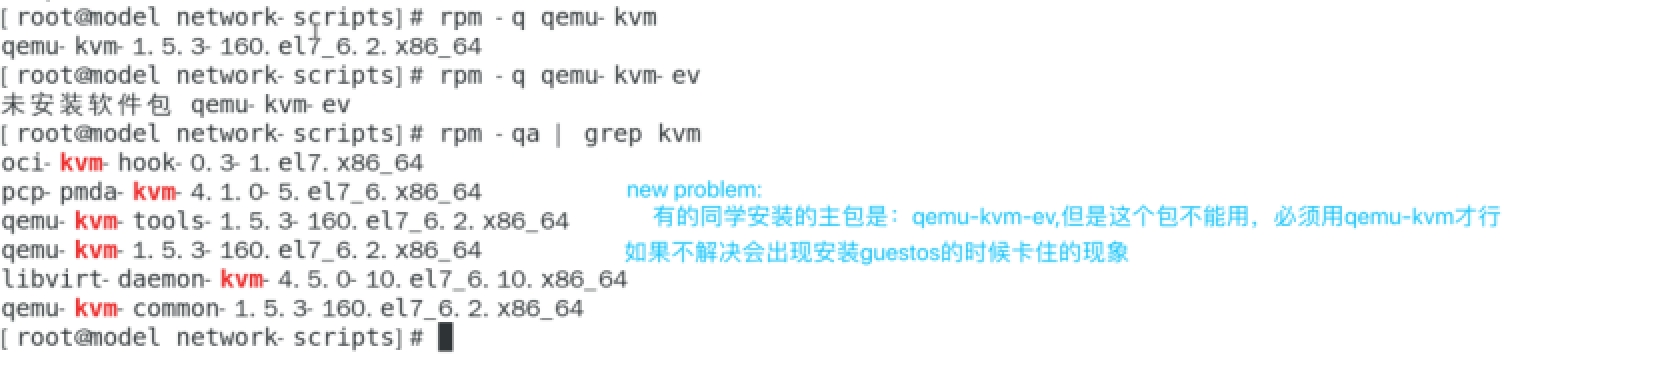 [root@model network-scripts]# rpm -q qemu-kvm
qemu-kvm-1.5.3-160.el7_6.2.x86_64
[root@model network-scripts]# rpm -q qemu-kvm-ev
未安装软件包 qemu-kvm-ev
[root@model network-scripts]# rpm -qa | grep kvm
oci-kvm-hook-0.3-1.el7.x86_64
pcp-pmda-kvm-4.1.0-5.el7_6.x86_64
new problem:
qemu-kvm-tools-1.5.3-160.el7_6.2.x86_64
有的同学安装的主包是：qemu-kvm-ev,但是这个包不能用，必须用qemu-kvm才行
qemu-kvm-1.5.3-160.el7_6.2.x86_64
如果不解决会出现安装guestos的时候卡住的现象
libvirt-daemon-kvm-4.5.0-10.el7_6.10.x86_64
qemu-kvm-common-1.5.3-160.el7_6.2.x86_64
[root@model network-scripts]#